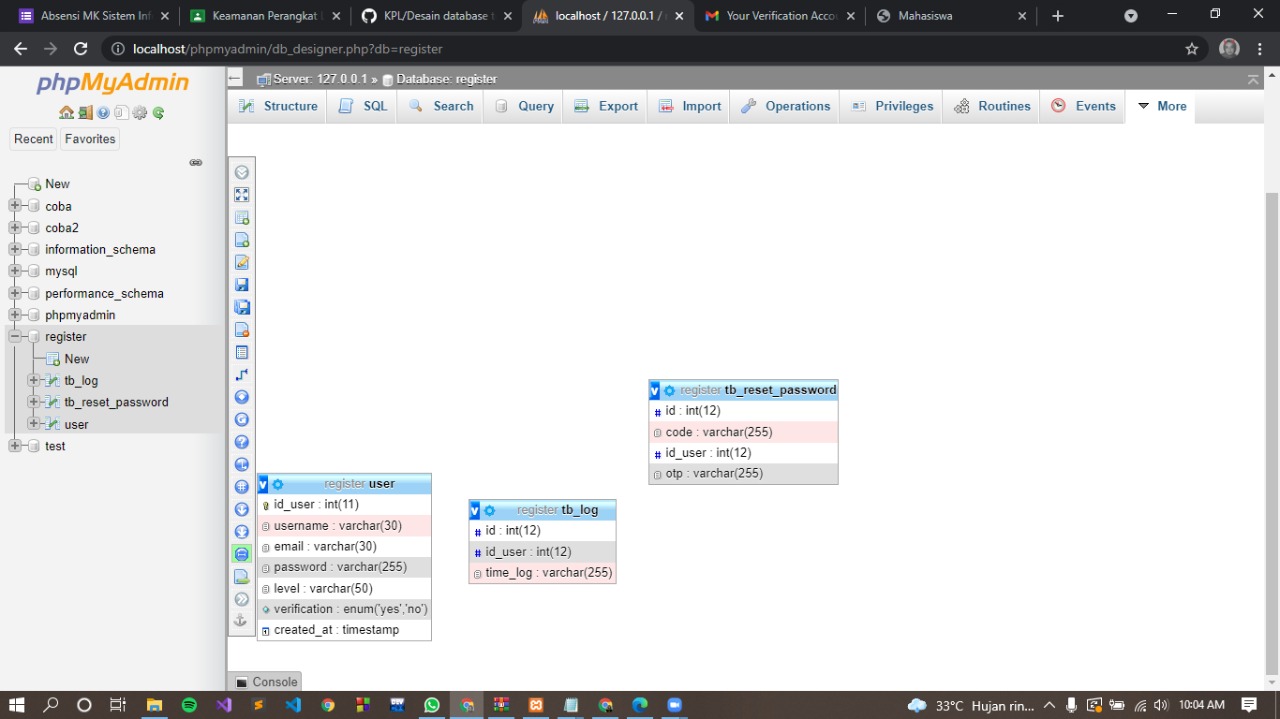 Absensi MK Sistem Inf
Keamanan Perangkat L
KPL/Desain database t
localhost / 127.0.0.1 /
Your Verification Acco
Mahasiswa
localhost/phpmyadmin/db_designer.php?db=register
phpMyAdmin
Recent
Favorites
New
coba
coba2
information_schema
mysql
performance_schema
phpmyadmin
register
New
tb_log
tb_reset_password
user
test
Server: 127.0.0.1 » Database: register
Structure
SQL
Search
Query
Export
Import
Operations
Privileges
Routines
Events
More
register tb_reset_password
id : int(12)
code : varchar(255)
id_user : int(12)
otp : varchar(255)
register user
id_user : int(11)
username : varchar(30)
email : varchar(30)
password : varchar(255)
level : varchar(50)
verification : enum('yes','no')
created_at : timestamp
register tb_log
id : int(12)
id_user : int(12)
time_log : varchar(255)
Console
33°C Hujan rin...
10:04 AM